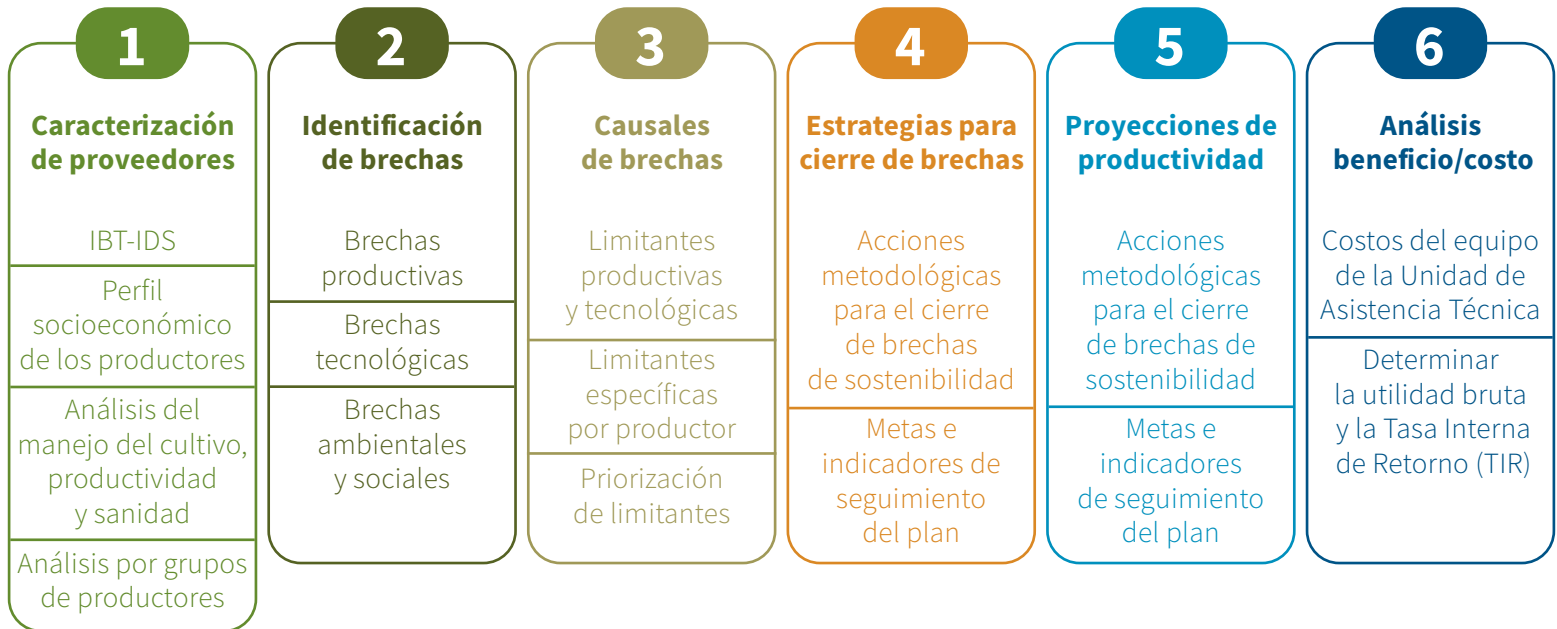 1
Caracterización
de proveedores
IBT-IDS
Perfil
socioeconómico
de los productores
Análisis del
manejo del cultivo,
productividad
y sanidad
Análisis por grupos
de productores
2
Identificación
de brechas
Brechas
productivas
Brechas
tecnológicas
Brechas
ambientales
y sociales
3
Causales
de brechas
Limitantes
productivas
y tecnológicas
Limitantes
específicas
por productor
Priorización
de limitantes
4
Estrategias para
cierre de brechas
Acciones
metodológicas
para el cierre
de brechas
de sostenibilidad
Metas e
indicadores de
seguimiento
del plan
5
Proyecciones de
productividad
Acciones
metodológicas
para el cierre
de brechas de
sostenibilidad
Metas e
indicadores
de seguimiento
del plan
6
Análisis
beneficio/costo
Costos del equipo
de la Unidad de
Asistencia Técnica
Determinar
la utilidad bruta
y la Tasa Interna
de Retorno (TIR)